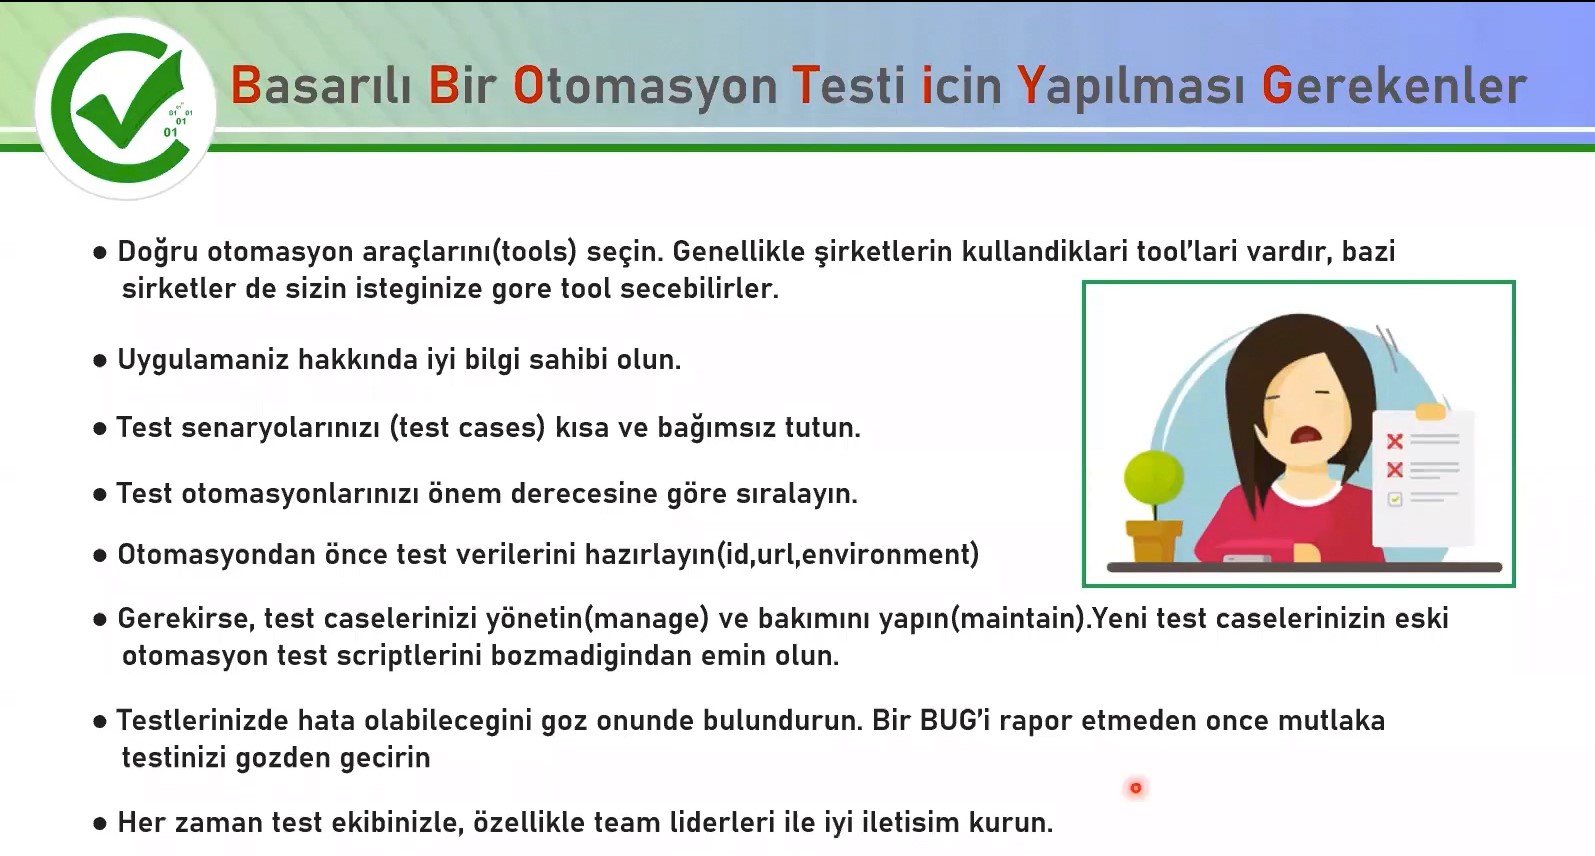 Basarılı Bir Otomasyon Testi icin Yapılması Gerekenler
01 01
01
01
● Doğru otomasyon araçlarını(tools) seçin. Genellikle şirketlerin kullandiklari tool'lari vardır, bazi
sirketler de sizin isteginize gore tool secebilirler.
● Uygulamaniz hakkında iyi bilgi sahibi olun.
● Test senaryolarınızı (test cases) kısa ve bağımsız tutun.
● Test otomasyonlarınızı önem derecesine göre sıralayın.
● Otomasyondan önce test verilerini hazırlayın(id,url,environment)
● Gerekirse, test caselerinizi yönetin(manage) ve bakımını yapın(maintain).Yeni test caselerinizin eski
otomasyon test scriptlerini bozmadigindan emin olun.
● Testlerinizde hata olabilecegini goz onunde bulundurun. Bir BUG'i rapor etmeden once mutlaka
testinizi gozden gecirin
● Her zaman test ekibinizle, özellikle team liderleri ile iyi iletisim kurun.